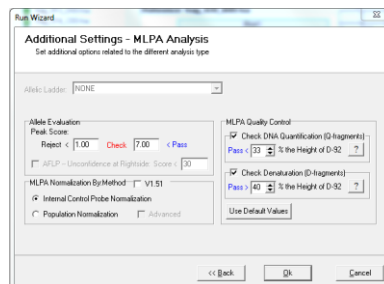 Run Wizard
Additional Settings - MLPA Analysis
Set additional options related to the different analysis type
Allelic Ladder: NONE
Allele Evaluation
Peak Score:
Reject < 1.00 Check 7.00 < Pass
AFLP - Unconfidence at Rightside Score < 30
MLPA Normalization By Method V1.51
Internal Control Probe Normalization
Population Normalization Advanced
MLPA Quality Control
Check DNA Quantification (Q-fragments)
Pass < 33 % the Height of D-92 ?
Check Denaturation (D-fragments)
Pass > 40 % the Height of D-92 ?
Use Default Values
<< Back Ok Cancel